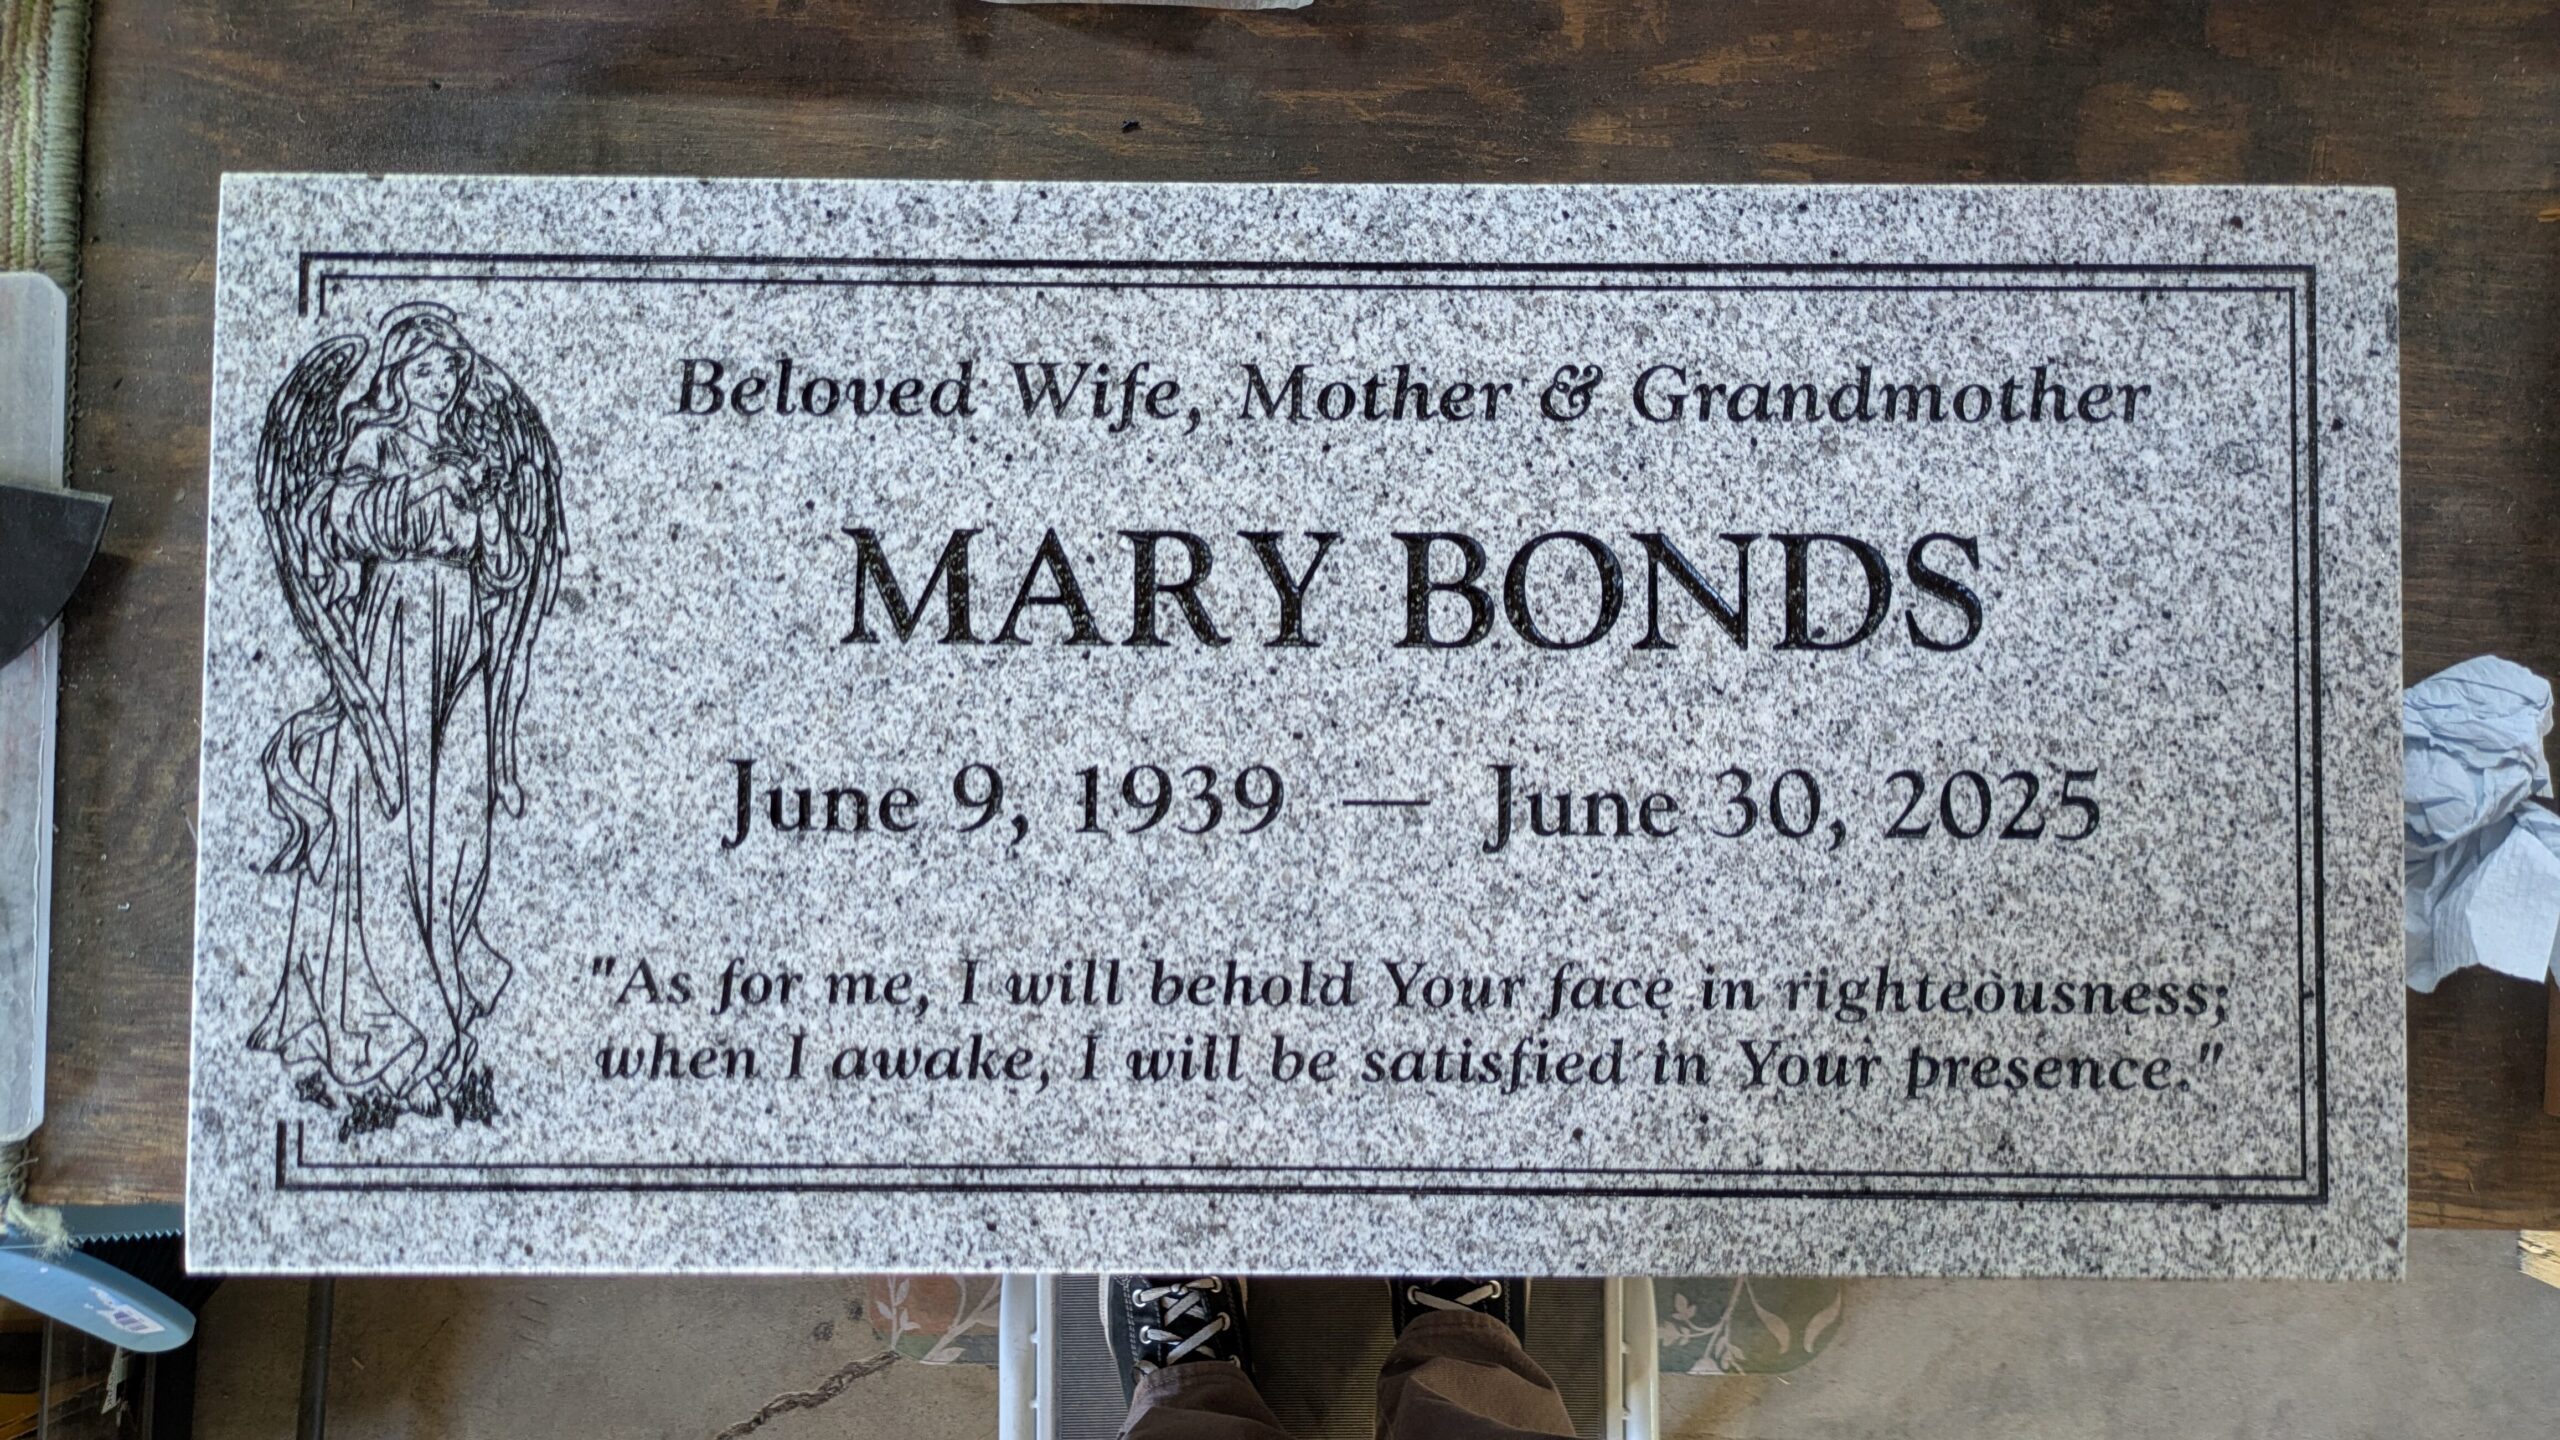 Beloved Wife, Mother & Grandmother
MARY BONDS
June 9, 1939 — June 30, 2025
"As for me, I will behold Your face in righteousness;
when I awake, I will be satisfied in Your presence."